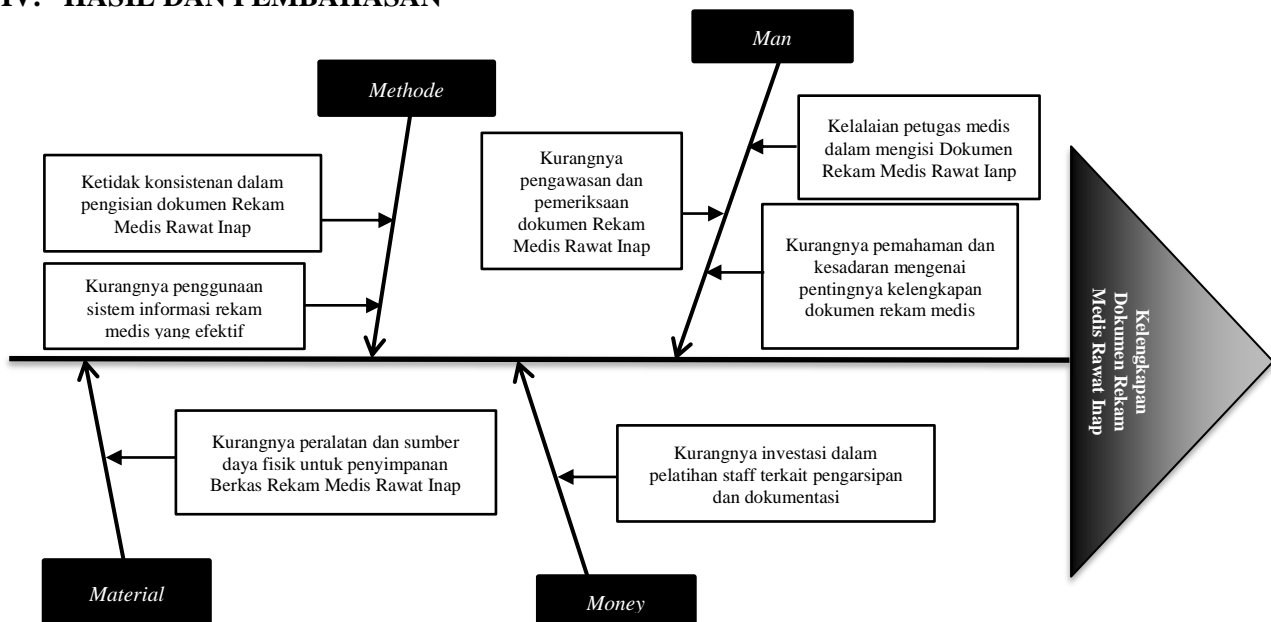 IV. HASIL DAN PEMBAHASAN
Man
Methode
Kelalaian petugas medis
dalam mengisi Dokumen
Rekam Medis Rawat Ianp
Kurangnya
pengawasan dan
pemeriksaan
dokumen Rekam
Medis Rawat Inap
Ketidak konsistenan dalam
pengisian dokumen Rekam
Medis Rawat Inap
Kurangnya pemahaman dan
kesadaran mengenai
pentingnya kelengkapan
dokumen rekam medis
Kurangnya penggunaan
sistem informasi rekam
medis yang efektif
Kelengkapan
Dokumen Rekam
Medis Rawat Inap
Kurangnya peralatan dan sumber
daya fisik untuk penyimpanan
Berkas Rekam Medis Rawat Inap
Kurangnya investasi dalam
pelatihan staff terkait pengarsipan
dan dokumentasi
Material
Money